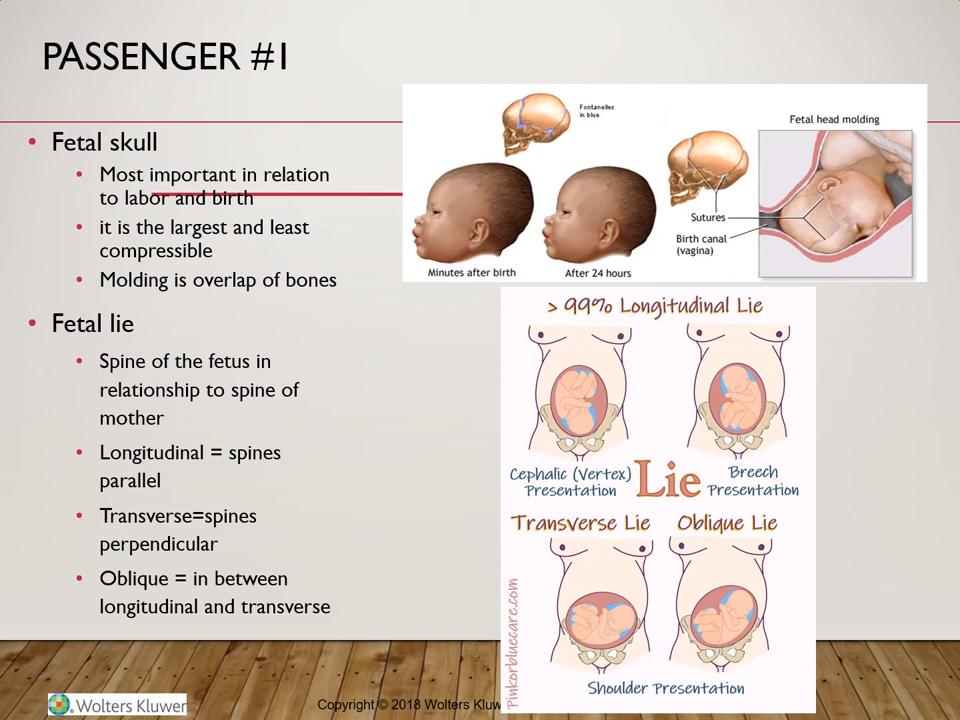 PASSENGER #1
• Fetal skull
• Most important in relation
to labor and birth
• it is the largest and least
compressible
• Molding is overlap of bones
• Fetal lie
• Spine of the fetus in
relationship to spine of
mother
• Longitudinal = spines
parallel
• Transverse=spines
perpendicular
• Oblique = in between
longitudinal and transverse
Fontanelles
in blue
Minutes after birth
After 24 hours
Fetal head molding
Sutures
Birth canal
(vagina)
> 99% Longitudinal Lie
Cephalic (Vertex)
Presentation
Lie
Breech
Presentation
Transverse Lie
Oblique Lie
Shoulder Presentation
Pinkorbluecare.com
Wolters Kluwer
Copyright © 2018 Wolters Kluw